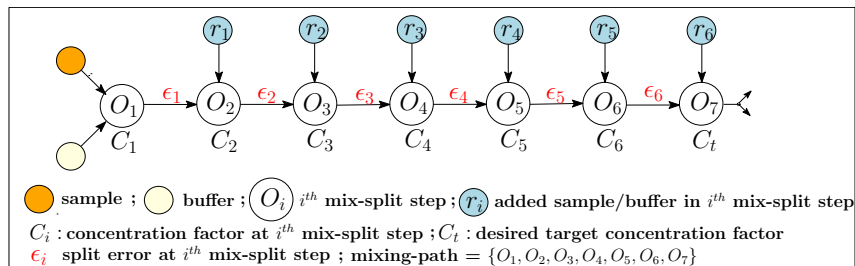 r₁ r₂ r₃ r₄ r₅ r₆
ϵ₁ ϵ₂ ϵ₃ ϵ₄ ϵ₅ ϵ₆
O₁ O₂ O₃ O₄ O₅ O₆ O₇
C₁ C₂ C₃ C₄ C₅ C₆ Cₜ
sample ; buffer ; Oᵢ iᵗʰ mix-split step ; rᵢ added sample/buffer in iᵗʰ mix-split step
Cᵢ : concentration factor at iᵗʰ mix-split step ; Cₜ : desired target concentration factor
ϵᵢ split error at iᵗʰ mix-split step ; mixing-path = {O₁, O₂, O₃, O₄, O₅, O₆, O₇}